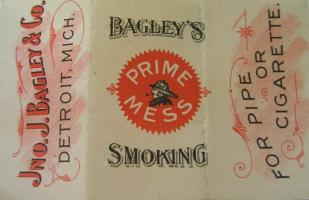 JNO. J. BAGLEY & CO.
DETROIT, MICH.
BAGLEY'S
PRIME
MESS
SMOKING
FOR PIPE
OR
CIGARETTE.